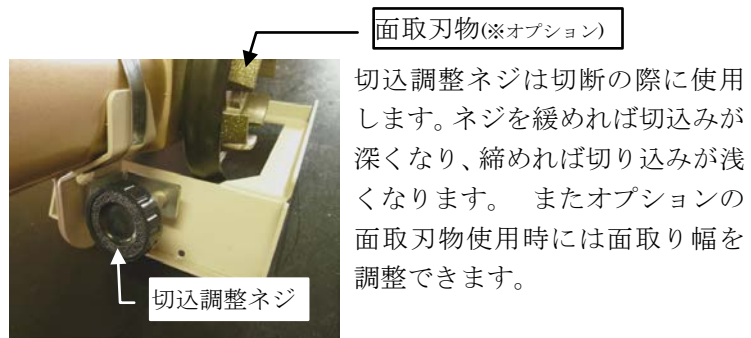 面取刃物(※オプション)
切込調整ネジは切断の際に使用
します。ネジを緩めれば切込みが
深くなり、締めれば切り込みが浅
くなります。 またオプションの
面取刃物使用時には面取り幅を
調整できます。
切込調整ネジ